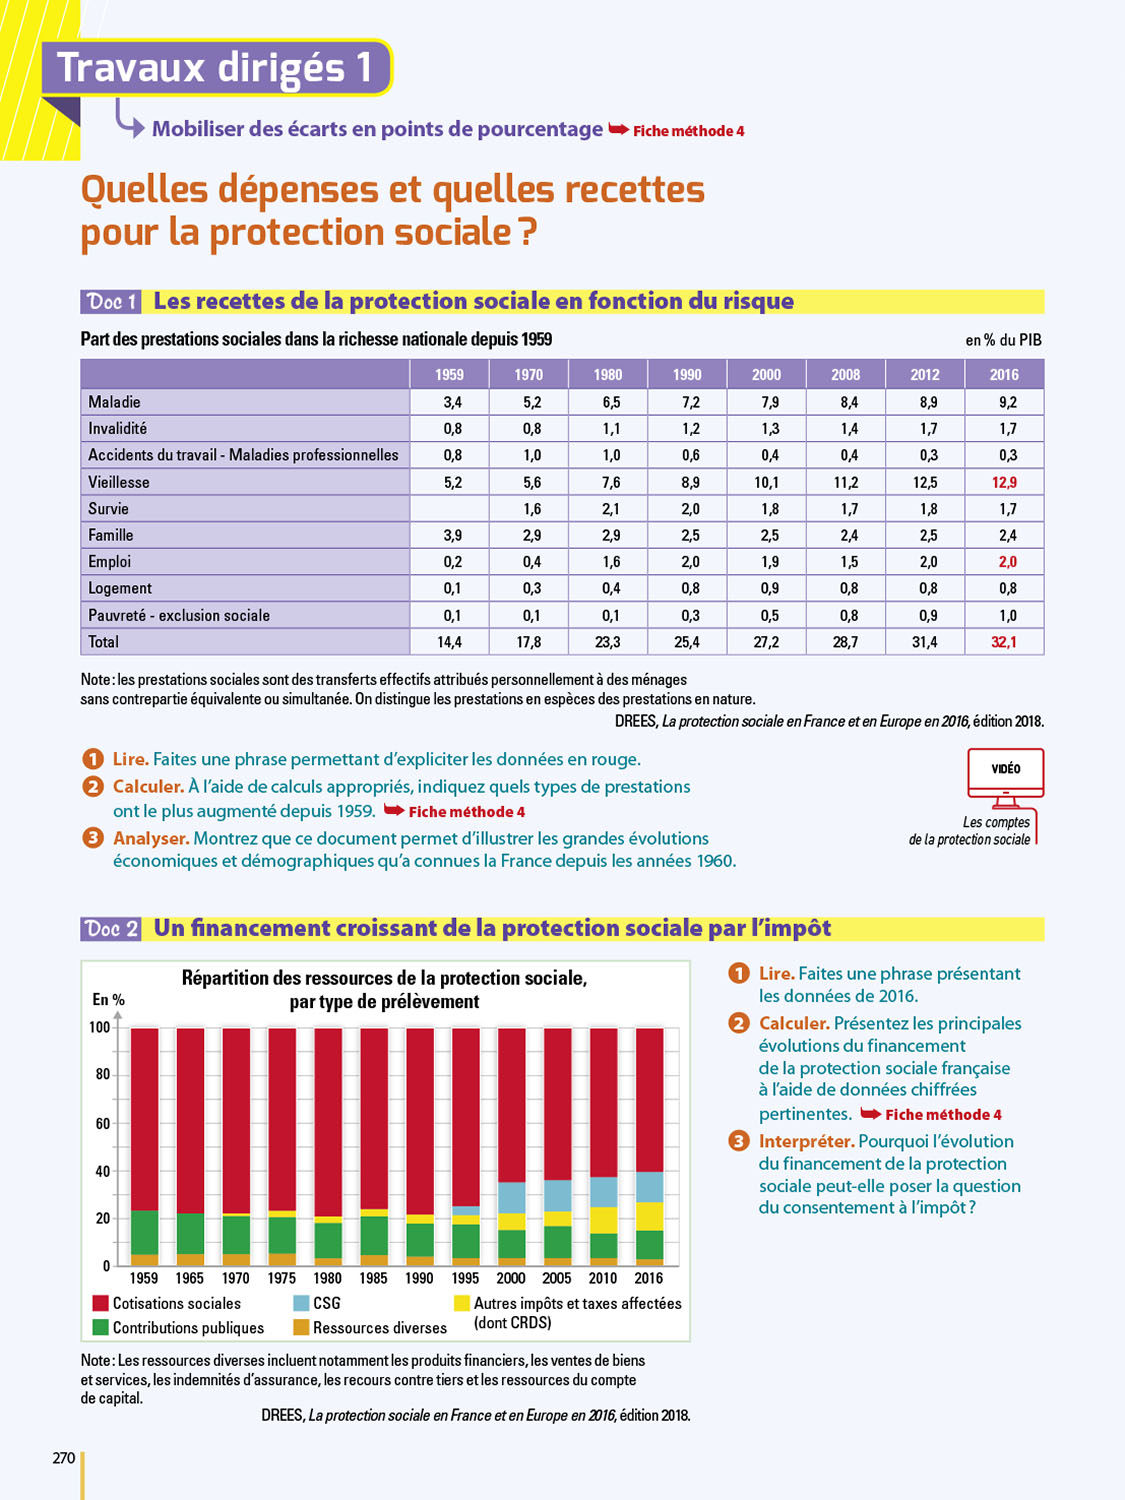 Travaux dirigés 1
Mobiliser des écarts en points de pourcentage ➥ Fiche méthode 4
Quelles dépenses et quelles recettes
pour la protection sociale ?
Doc 1 Les recettes de la protection sociale en fonction du risque
Part des prestations sociales dans la richesse nationale depuis 1959 en % du PIB
1959 1970 1980 1990 2000 2008 2012 2016
Maladie 3,4 5,2 6,5 7,2 7,9 8,4 8,9 9,2
Invalidité 0,8 0,8 1,1 1,2 1,3 1,4 1,7 1,7
Accidents du travail - Maladies professionnelles 0,8 1,0 1,0 0,6 0,4 0,4 0,3 0,3
Vieillesse 5,2 5,6 7,6 8,9 10,1 11,2 12,5 12,9
Survie 1,6 2,1 2,0 1,8 1,7 1,8 1,7
Famille 3,9 2,9 2,9 2,5 2,5 2,4 2,5 2,4
Emploi 0,2 0,4 1,6 2,0 1,9 1,5 2,0 2,0
Logement 0,1 0,3 0,4 0,8 0,9 0,8 0,8 0,8
Pauvreté - exclusion sociale 0,1 0,1 0,1 0,3 0,5 0,8 0,9 1,0
Total 14,4 17,8 23,3 25,4 27,2 28,7 31,4 32,1
Note : les prestations sociales sont des transferts effectifs attribués personnellement à des ménages
sans contrepartie équivalente ou simultanée. On distingue les prestations en espèces des prestations en nature.
DREES, La protection sociale en France et en Europe en 2016, édition 2018.
1 Lire. Faites une phrase permettant d'expliciter les données en rouge.
2 Calculer. À l'aide de calculs appropriés, indiquez quels types de prestations
ont le plus augmenté depuis 1959. ➥ Fiche méthode 4
3 Analyser. Montrez que ce document permet d'illustrer les grandes évolutions
économiques et démographiques qu'a connues la France depuis les années 1960.
VIDÉO
Les comptes
de la protection sociale
Doc 2 Un financement croissant de la protection sociale par l'impôt
Répartition des ressources de la protection sociale,
par type de prélèvement
En %
100
80
60
40
20
0
1959 1965 1970 1975 1980 1985 1990 1995 2000 2005 2010 2016
Cotisations sociales CSG Autres impôts et taxes affectées
(dont CRDS)
Contributions publiques Ressources diverses
Note : Les ressources diverses incluent notamment les produits financiers, les ventes de biens
et services, les indemnités d'assurance, les recours contre tiers et les ressources du compte
de capital.
DREES, La protection sociale en France et en Europe en 2016, édition 2018.
1 Lire. Faites une phrase présentant
les données de 2016.
2 Calculer. Présentez les principales
évolutions du financement
de la protection sociale française
à l'aide de données chiffrées
pertinentes. ➥ Fiche méthode 4
3 Interpréter. Pourquoi l'évolution
du financement de la protection
sociale peut-elle poser la question
du consentement à l'impôt ?
270